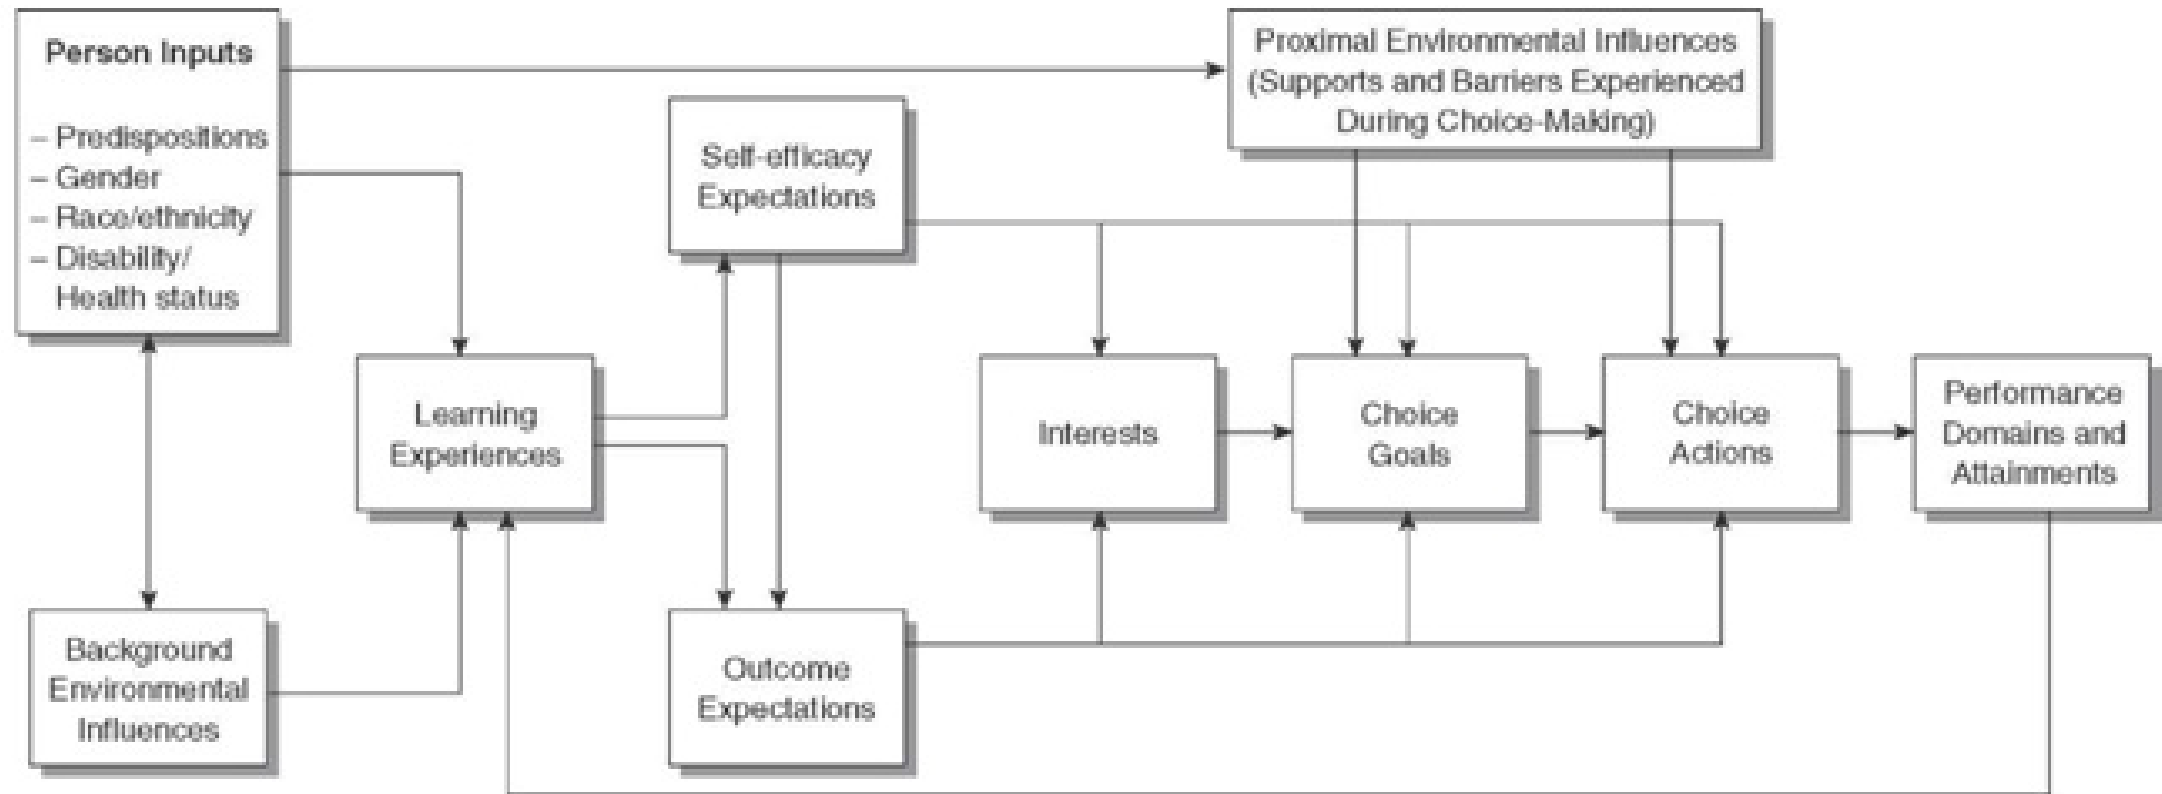 Person Inputs
– Predispositions
– Gender
– Race/ethnicity
– Disability/
Health status
Proximal Environmental Influences
(Supports and Barriers Experienced
During Choice-Making)
Self-efficacy
Expectations
Learning
Experiences
Interests
Choice
Goals
Choice
Actions
Performance
Domains and
Attainments
Background
Environmental
Influences
Outcome
Expectations